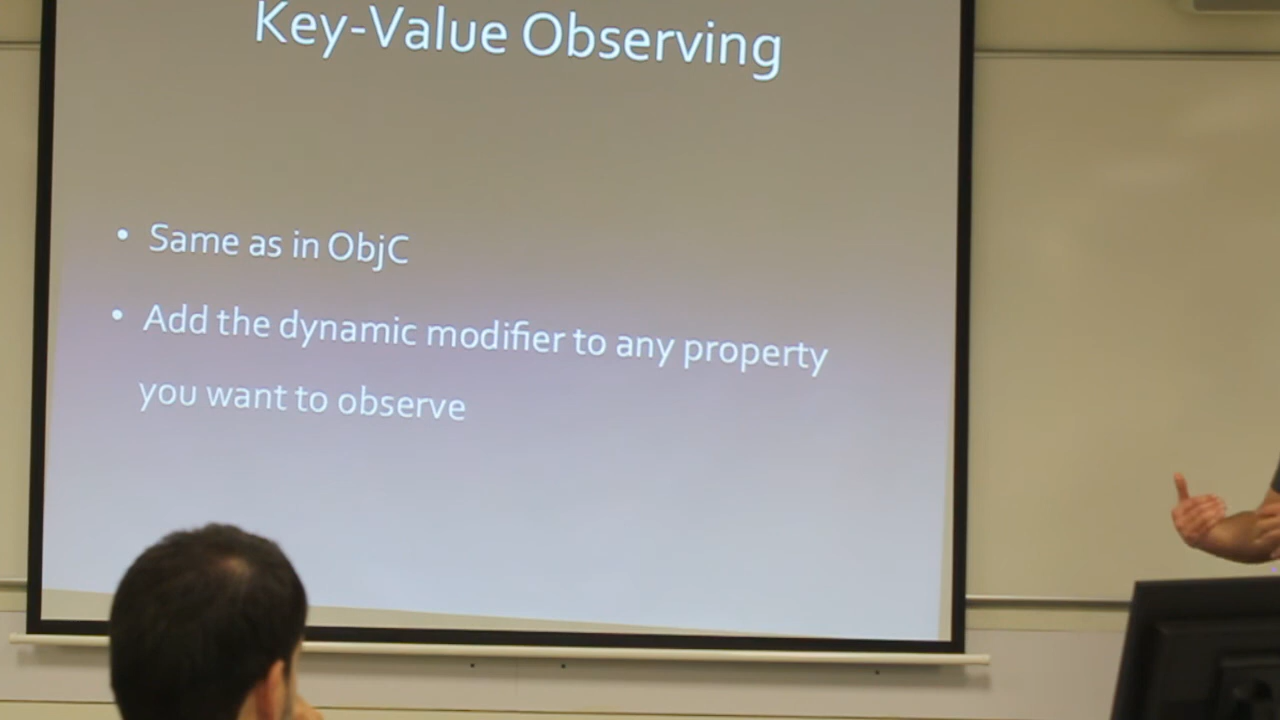 Key-Value Observing
• Same as in ObjC
• Add the dynamic modifier to any property
you want to observe